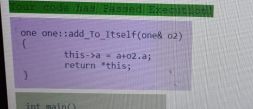 Your code has Passed Execution!
one one::add_To_Itself(one& o2)
{
this->a = a+o2.a;
return *this;
}
int main()